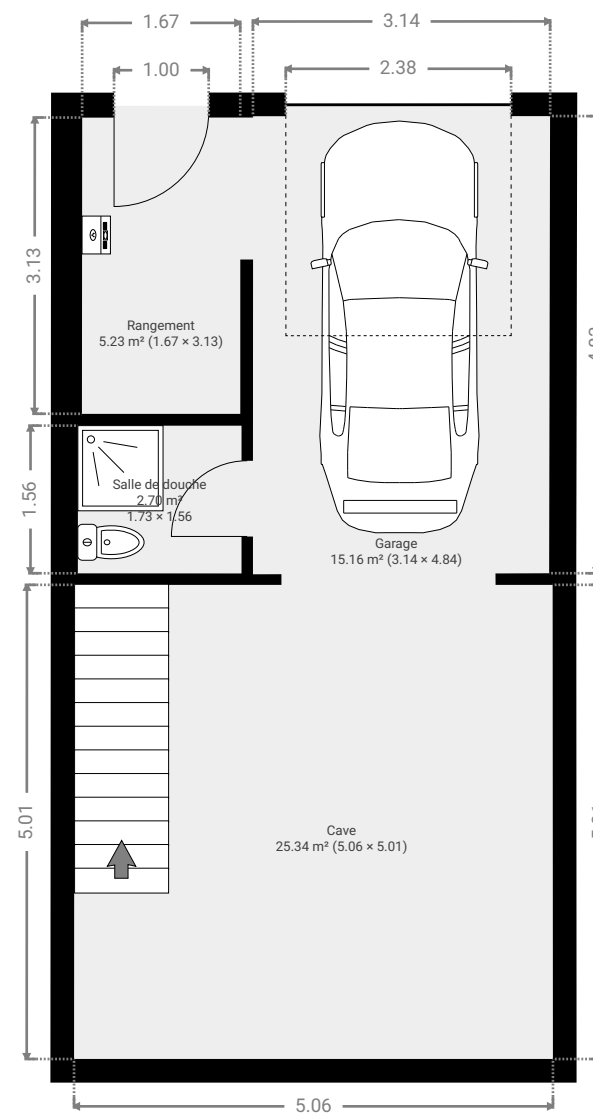 1.67
3.14
1.00
2.38
3.13
Rangement
5.23 m² (1.67 × 3.13)
1.56
Salle de douche
2.70 m²
1.73 × 1.56
Garage
15.16 m² (3.14 × 4.84)
5.01
Cave
25.34 m² (5.06 × 5.01)
5.06